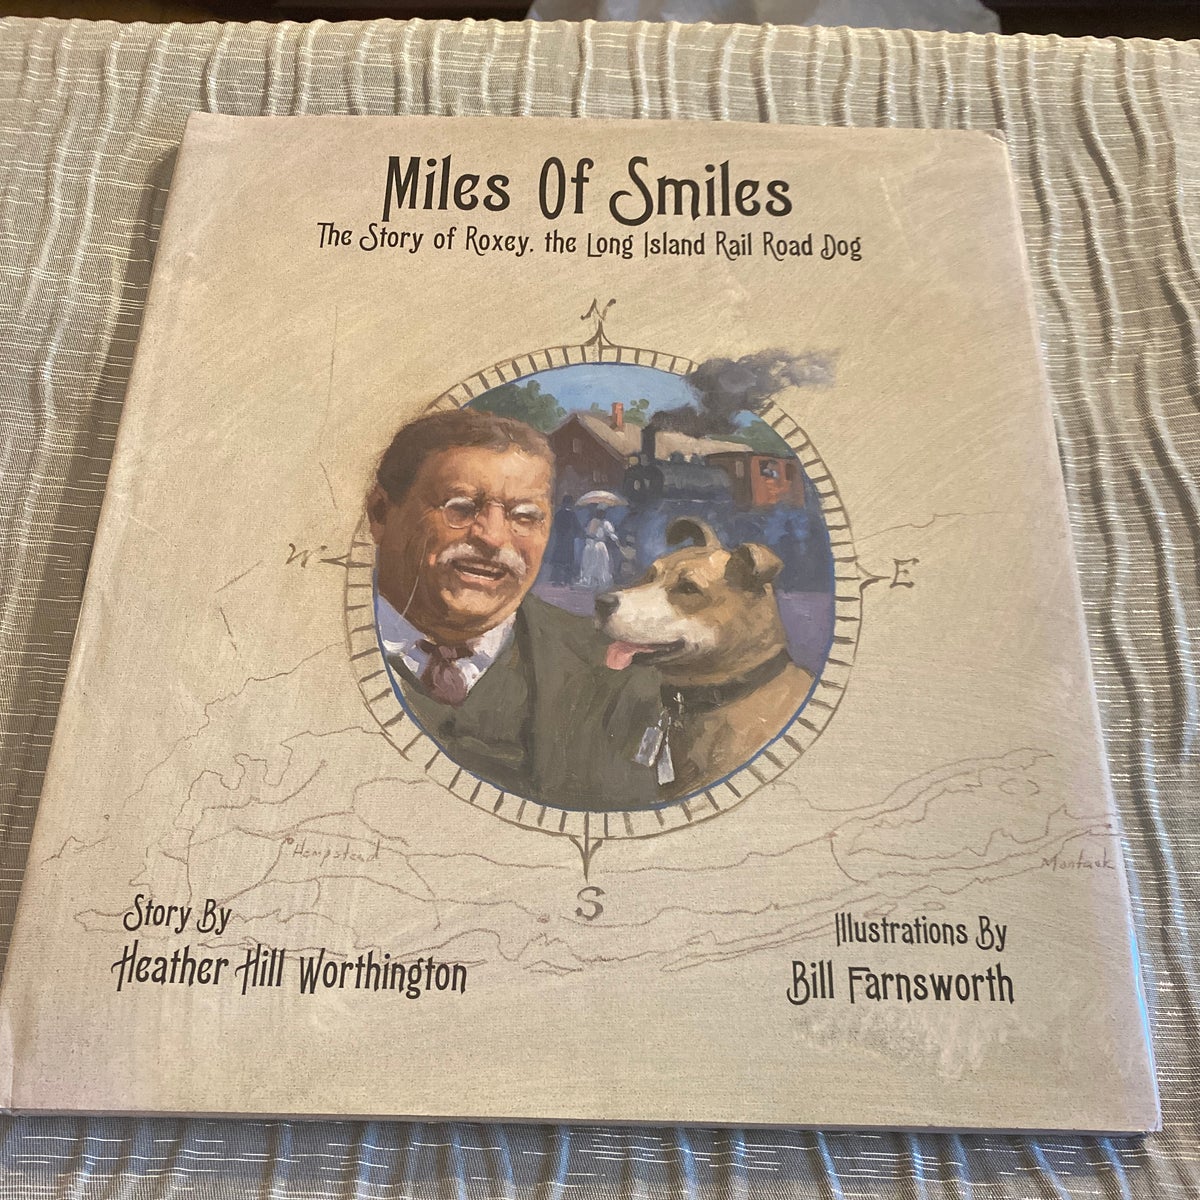 Miles Of Smiles
The Story of Roxey. the Long Island Rail Road Dog
N
W
E
S
Hempstead
Montauk
Story By
Heather Hill Worthington
Illustrations By
Bill Farnsworth